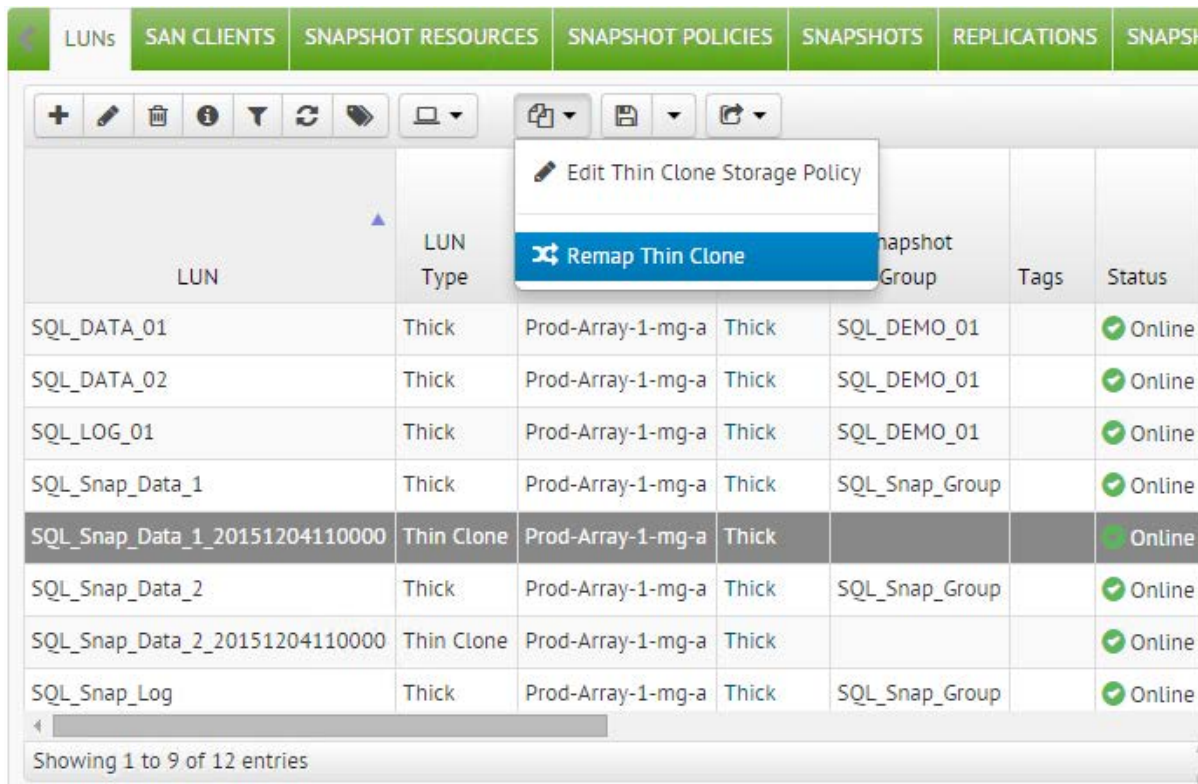 LUNs SAN CLIENTS SNAPSHOT RESOURCES SNAPSHOT POLICIES SNAPSHOTS REPLICATIONS SNAPSH
Edit Thin Clone Storage Policy
Remap Thin Clone
LUN
LUN Type
napshot Group
Tags
Status
SQL_DATA_01 Thick Prod-Array-1-mg-a Thick SQL_DEMO_01 Online
SQL_DATA_02 Thick Prod-Array-1-mg-a Thick SQL_DEMO_01 Online
SQL_LOG_01 Thick Prod-Array-1-mg-a Thick SQL_DEMO_01 Online
SQL_Snap_Data_1 Thick Prod-Array-1-mg-a Thick SQL_Snap_Group Online
SQL_Snap_Data_1_20151204110000 Thin Clone Prod-Array-1-mg-a Thick Online
SQL_Snap_Data_2 Thick Prod-Array-1-mg-a Thick SQL_Snap_Group Online
SQL_Snap_Data_2_20151204110000 Thin Clone Prod-Array-1-mg-a Thick Online
SQL_Snap_Log Thick Prod-Array-1-mg-a Thick SQL_Snap_Group Online
Showing 1 to 9 of 12 entries